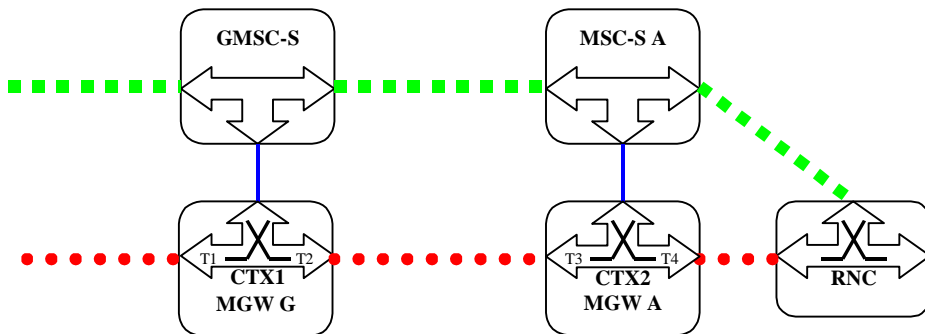 GMSC-S
MSC-S A
T1
T2
CTX1
MGW G
T3
T4
CTX2
MGW A
RNC